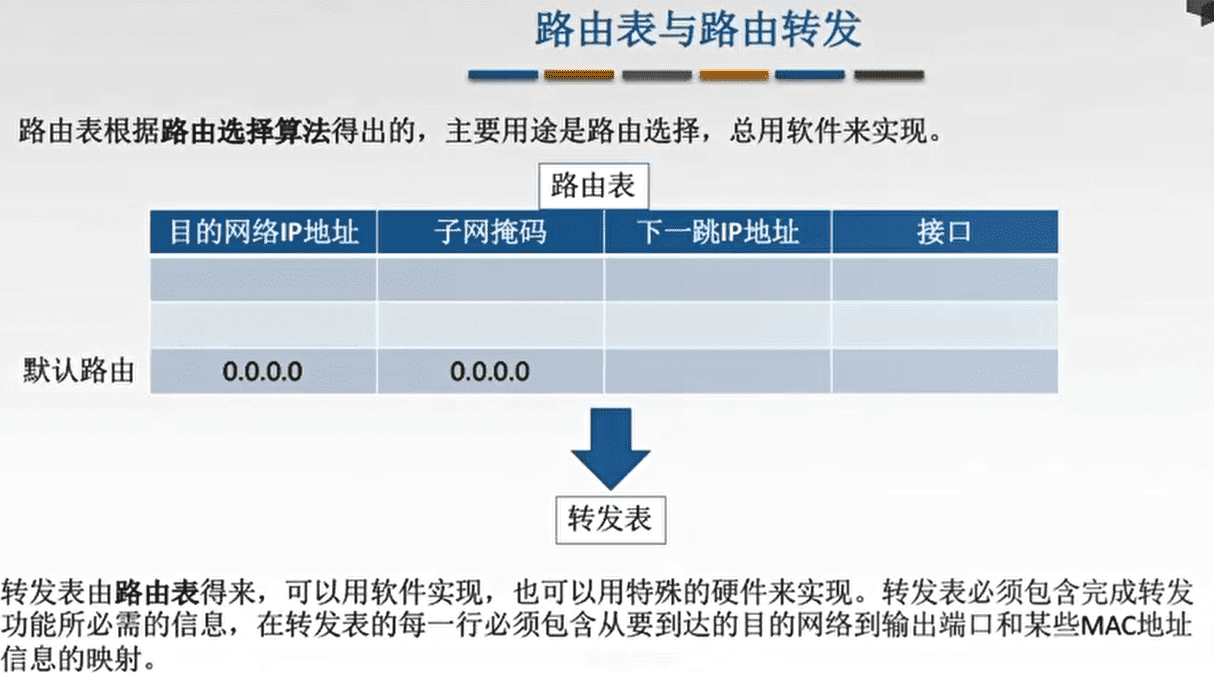 路由表与路由转发
路由表根据路由选择算法得出的，主要用途是路由选择，总用软件来实现。
路由表
目的网络IP地址 子网掩码 下一跳IP地址 接口
默认路由 0.0.0.0 0.0.0.0
转发表
转发表由路由表得来，可以用软件实现，也可以用特殊的硬件来实现。转发表必须包含完成转发
功能所必需的信息，在转发表的每一行必须包含从要到达的目的网络到输出端口和某些MAC地址
信息的映射。